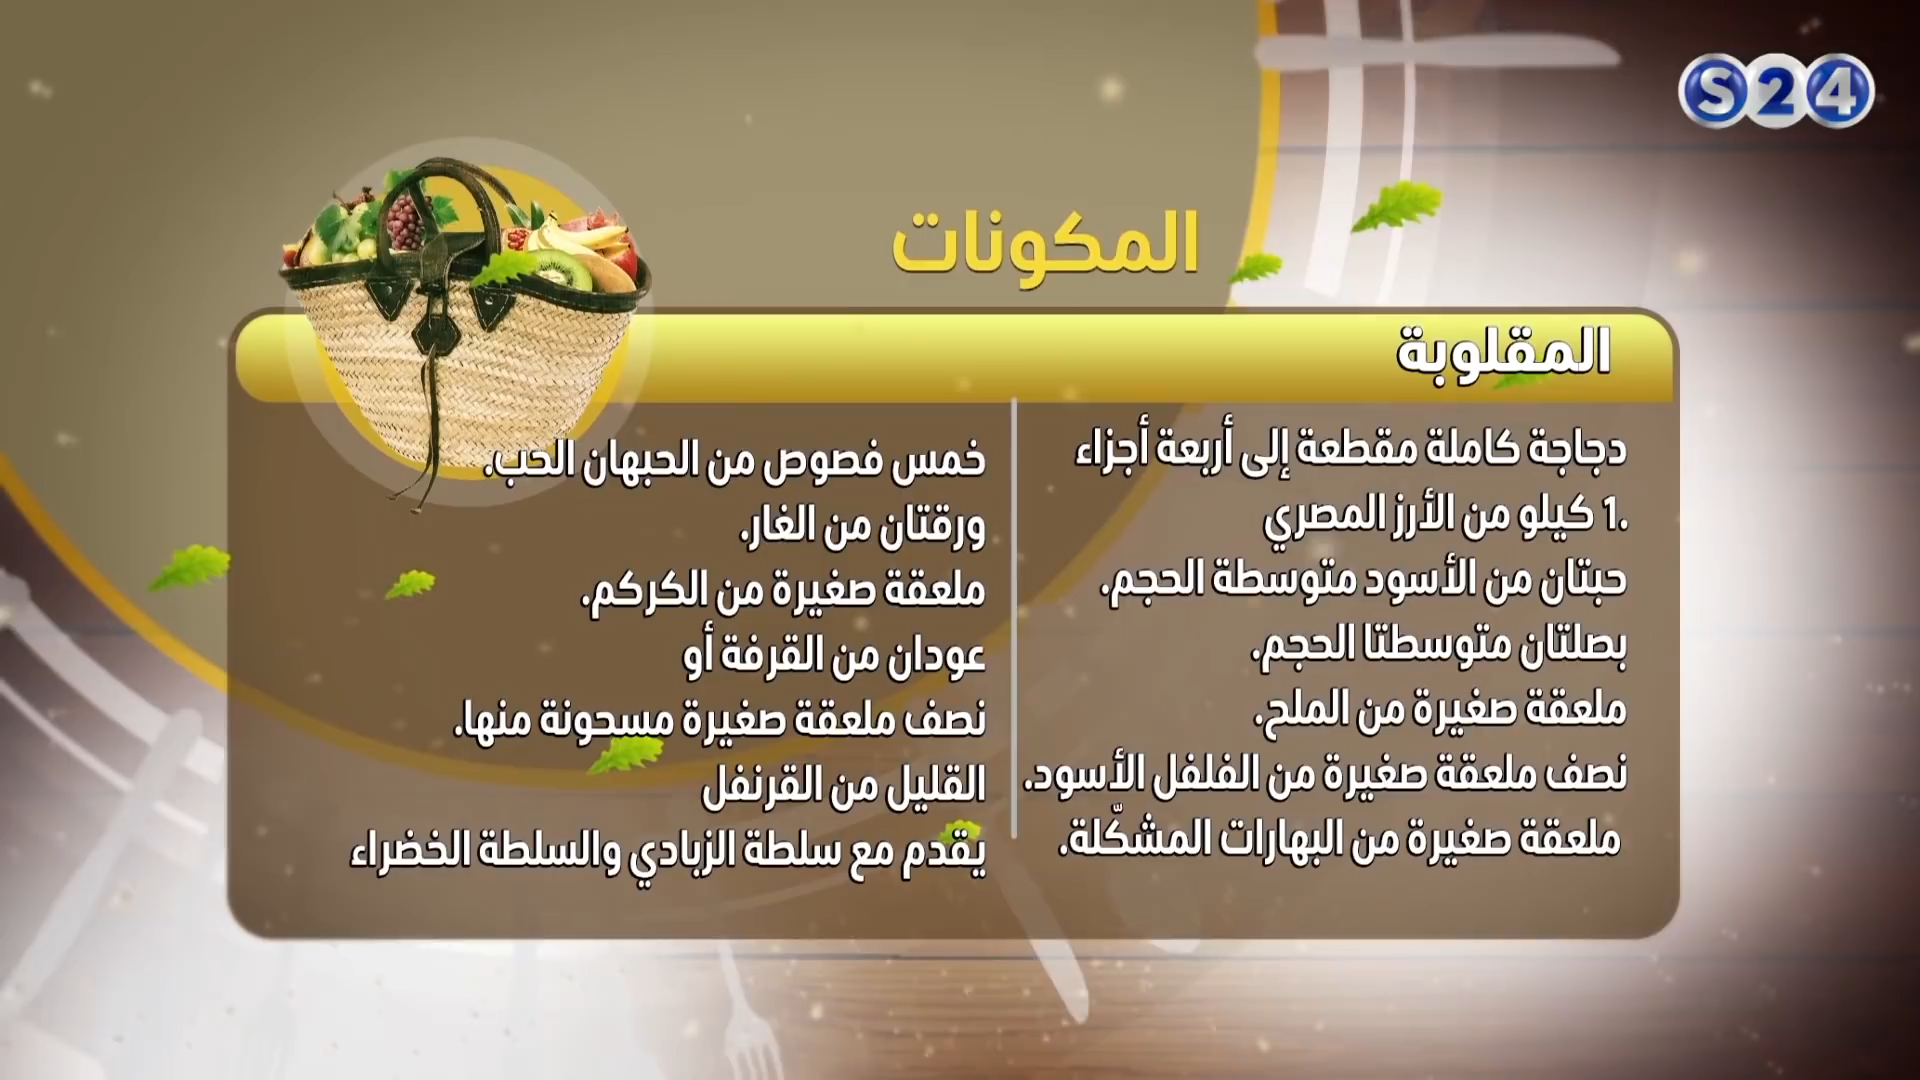 S24
المكونات
المقلوبة
دجاجة كاملة مقطعة إلى أربعة أجزاء
.1 كيلو من الأرز المصري
حبتان من الأسود متوسطة الحجم.
بصلتان متوسطتا الحجم.
ملعقة صغيرة من الملح.
نصف ملعقة صغيرة من الفلفل الأسود.
ملعقة صغيرة من البهارات المشكّلة.
خمس فصوص من الحبهان الحب.
ورقتان من الغار.
ملعقة صغيرة من الكركم.
عودان من القرفة أو
نصف ملعقة صغيرة مسحونة منها.
القليل من القرنفل
يقدم مع سلطة الزبادي والسلطة الخضراء